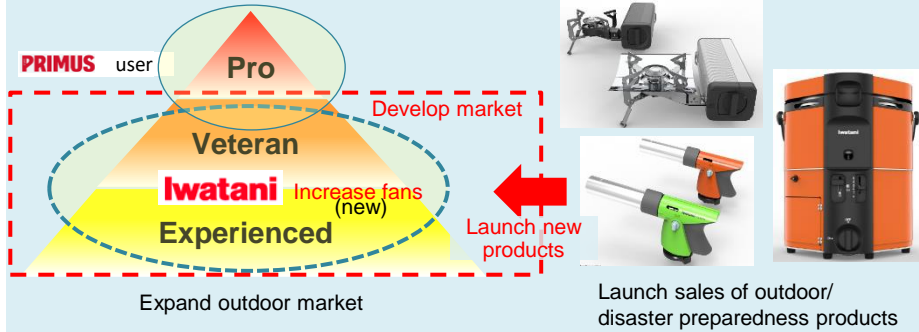 PRIMUS user
Pro
Develop market
Veteran
Iwatani Increase fans
(new)
Experienced
Launch new
products
Expand outdoor market
Iwatani
Launch sales of outdoor/
disaster preparedness products